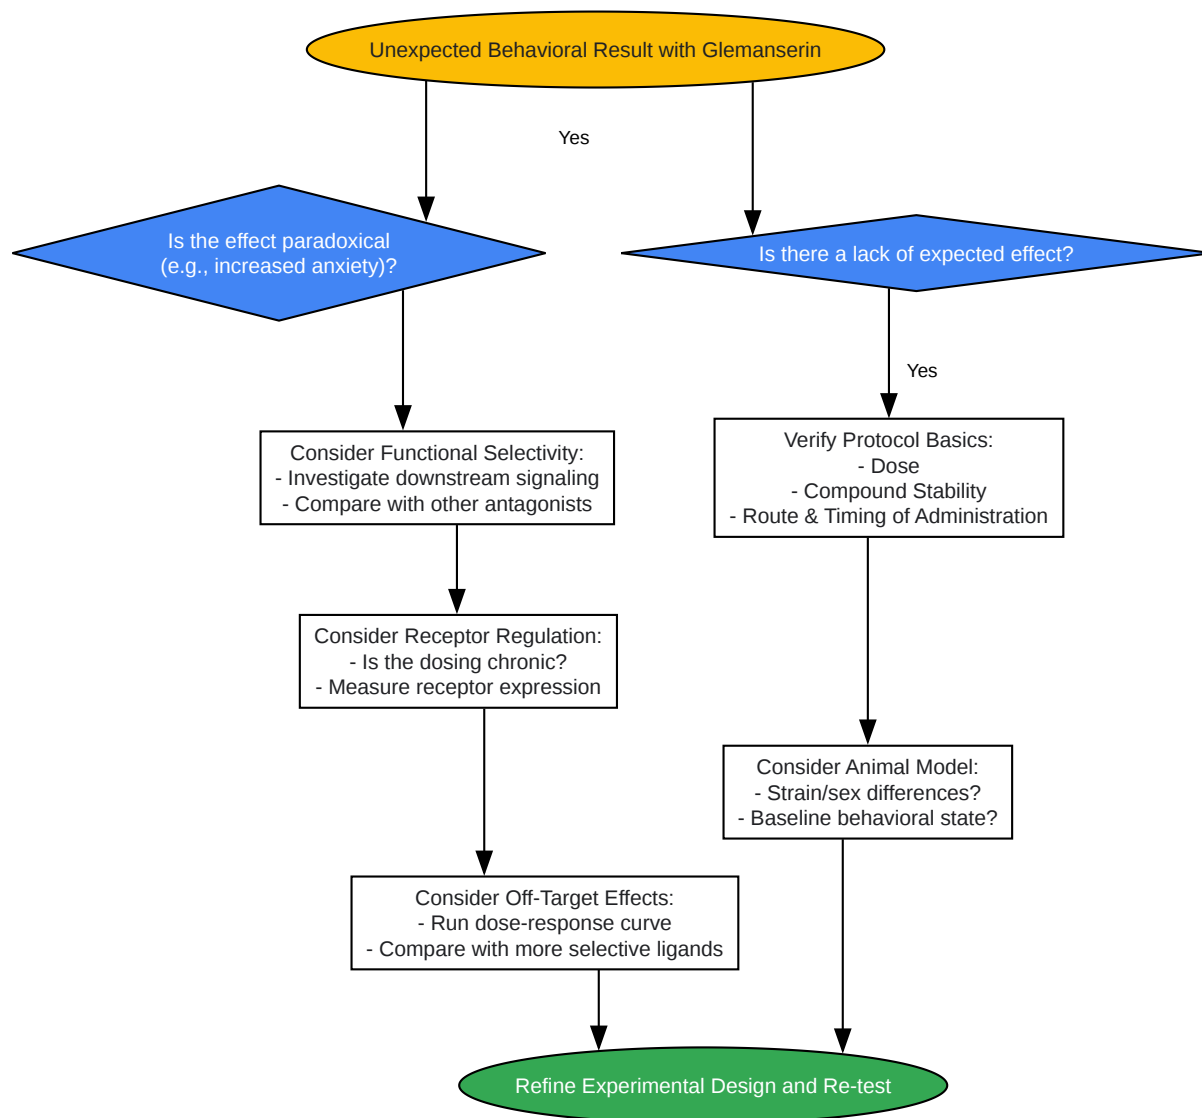 Unexpected Behavioral Result with Glemanserin
Yes
Is the effect paradoxical
(e.g., increased anxiety)?
Is there a lack of expected effect?
Yes
Consider Functional Selectivity:
- Investigate downstream signaling
- Compare with other antagonists
Verify Protocol Basics:
- Dose
- Compound Stability
- Route & Timing of Administration
Consider Receptor Regulation:
- Is the dosing chronic?
- Measure receptor expression
Consider Animal Model:
- Strain/sex differences?
- Baseline behavioral state?
Consider Off-Target Effects:
- Run dose-response curve
- Compare with more selective ligands
Refine Experimental Design and Re-test